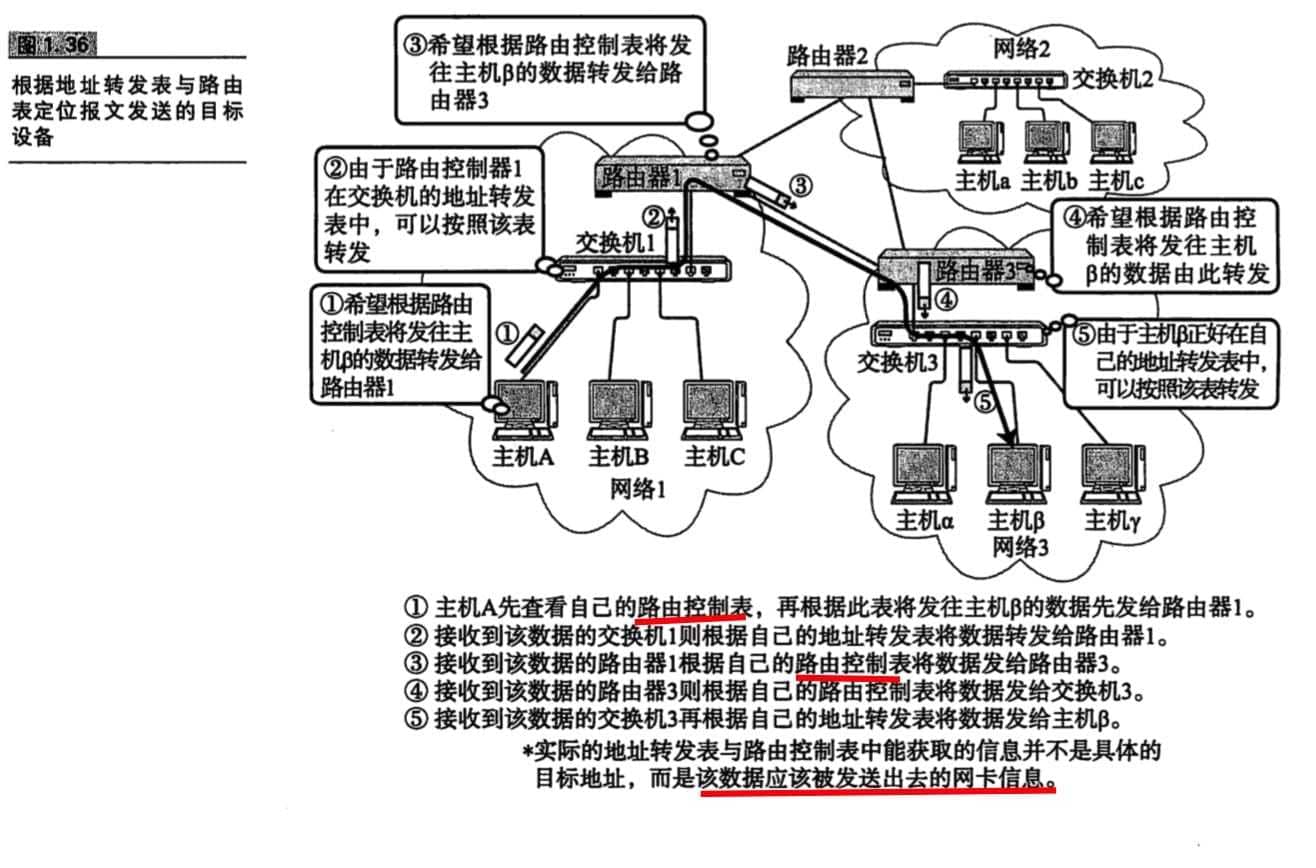 图1.36
根据地址转发表与路由
表定位报文发送的目标
设备
③希望根据路由控制表将发
往主机β的数据转发给路
由器3
路由器2
网络2
交换机2
主机a 主机b 主机c
②由于路由控制器1
在交换机的地址转发
表中，可以按照该表
转发
路由器1
③
②
交换机1
④希望根据路由控
制表将发往主机
β的数据由此转发
路由器3
④
①希望根据路由
控制表将发往主
机β的数据转发给
路由器1
①
交换机3
⑤由于主机β正好在自
己的地址转发表中，
可以按照该表转发
⑤
主机A 主机B 主机C
网络1
主机α 主机β 主机γ
网络3
① 主机A先查看自己的路由控制表，再根据此表将发往主机β的数据先发给路由器1。
② 接收到该数据的交换机1则根据自己的地址转发表将数据转发给路由器1。
③ 接收到该数据的路由器1根据自己的路由控制表将数据发给路由器3。
④ 接收到该数据的路由器3则根据自己的路由控制表将数据发给交换机3。
⑤ 接收到该数据的交换机3再根据自己的地址转发表将数据发给主机β。
*实际的地址转发表与路由控制表中能获取的信息并不是具体的
目标地址，而是该数据应该被发送出去的网卡信息。